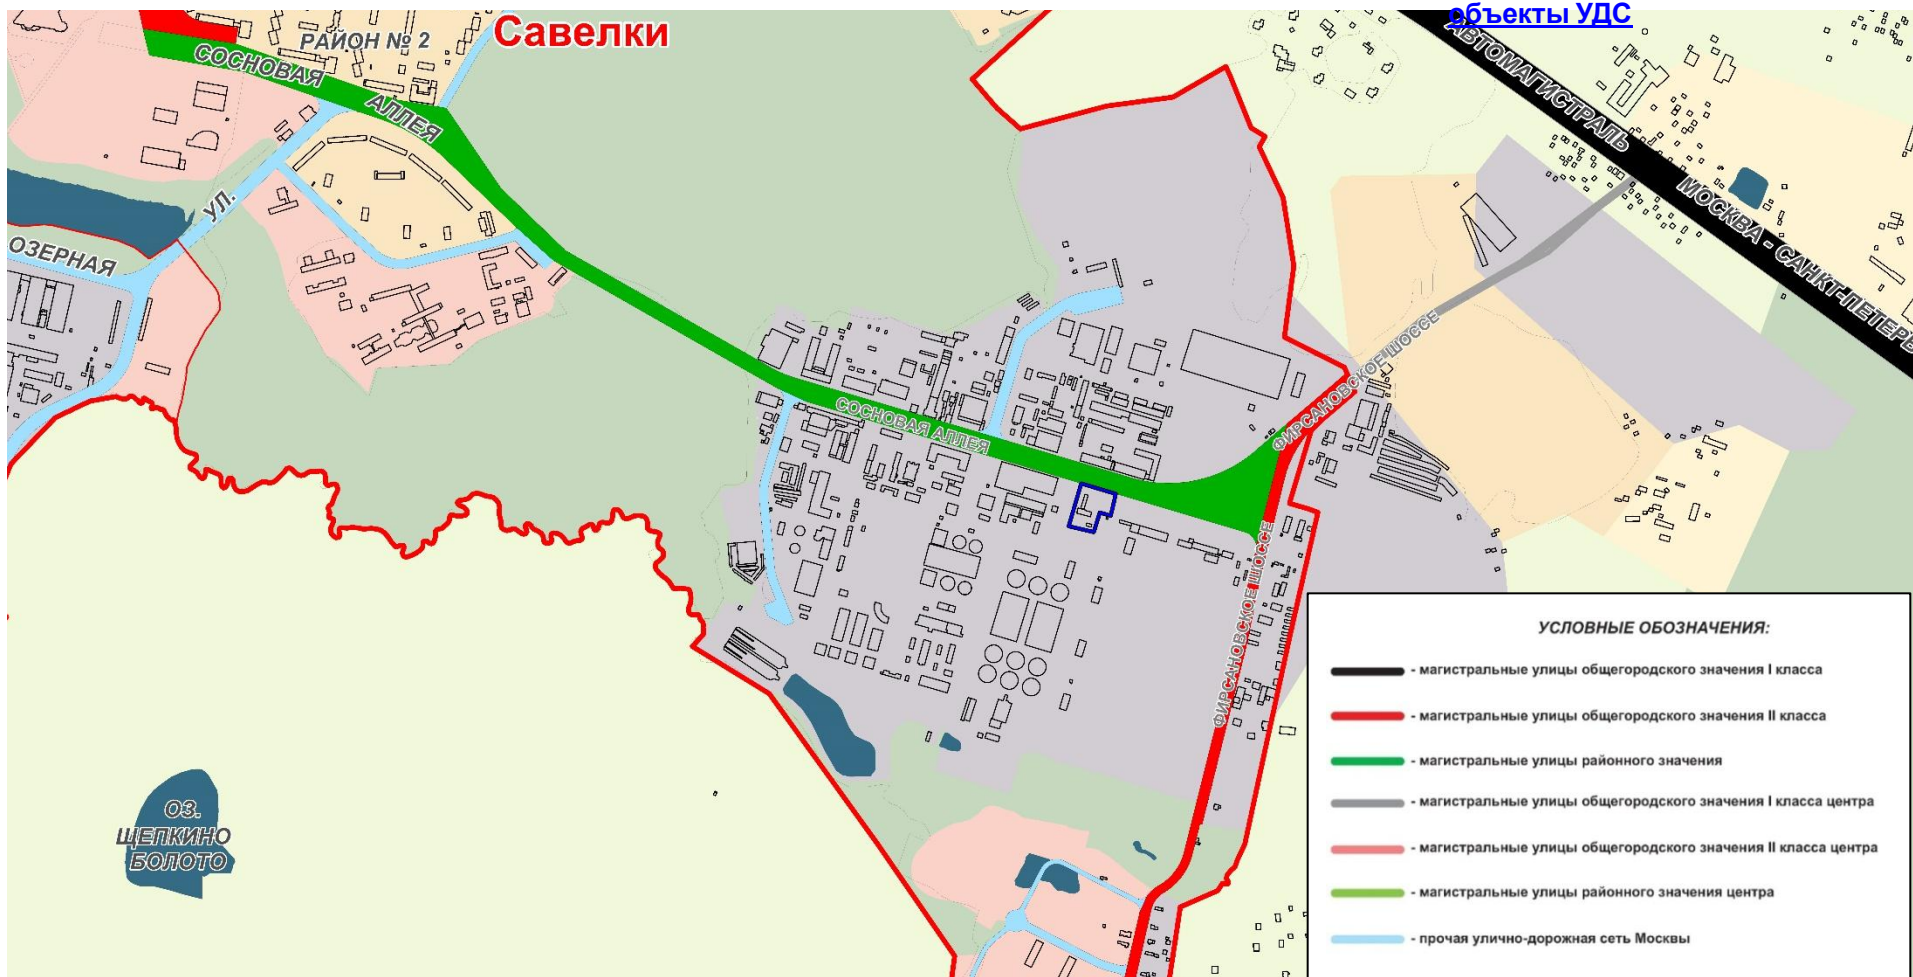 объекты УДС
Савелки
РАЙОН № 2
СОСНОВАЯ
АЛЛЕЯ
АВТОМАГИСТРАЛЬ
МОСКВА - САНКТ-ПЕТЕРБ
УЛ.
ОЗЕРНАЯ
ФИРСАНОВСКОЕ ШОССЕ
СОСНОВАЯ АЛЛЕЯ
ФИРСАНОВСКОЕ ШОССЕ
ОЗ.
ЩЕПКИНО
БОЛОТО
УСЛОВНЫЕ ОБОЗНАЧЕНИЯ:
- магистральные улицы общегородского значения I класса
- магистральные улицы общегородского значения II класса
- магистральные улицы районного значения
- магистральные улицы общегородского значения I класса центра
- магистральные улицы общегородского значения II класса центра
- магистральные улицы районного значения центра
- прочая улично-дорожная сеть Москвы